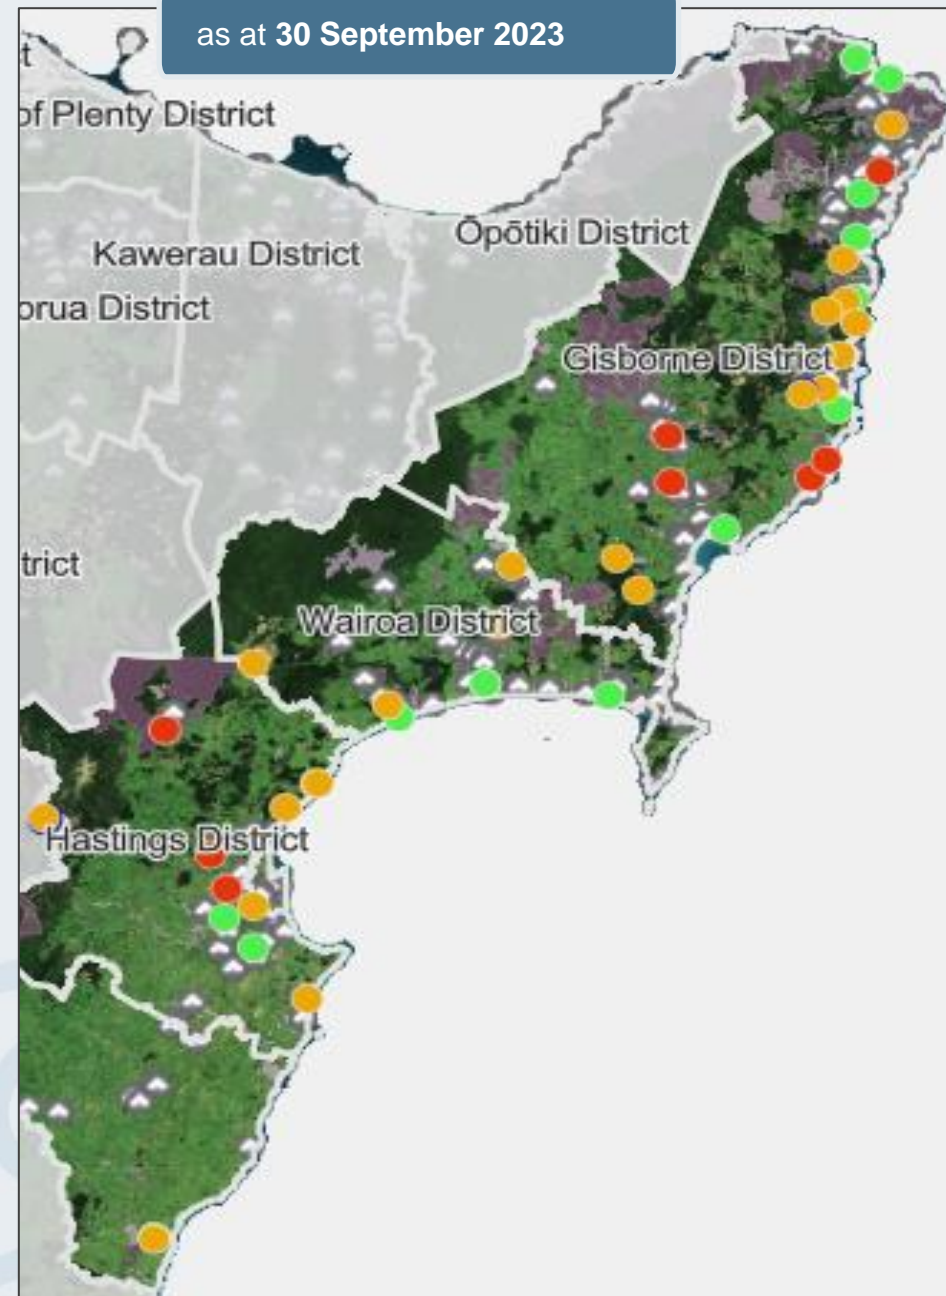 as at 30 September 2023
t
of Plenty District
Ōpōtiki District
Kawerau District
orua District
Gisborne District
trict
Wairoa District
Hastings District